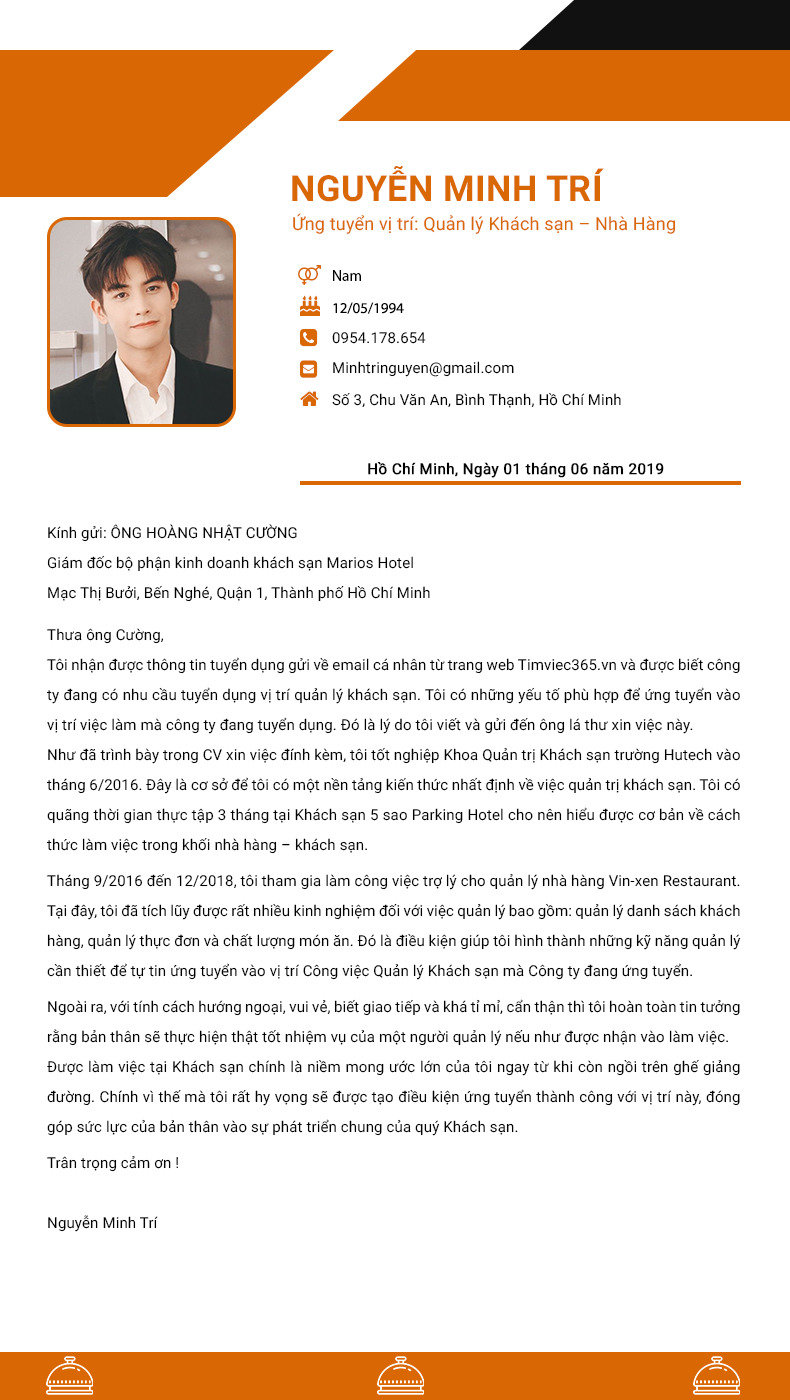 NGUYỄN MINH TRÍ
Ứng tuyển vị trí: Quản lý Khách sạn – Nhà Hàng
Nam
12/05/1994
0954.178.654
Minhtringuyen@gmail.com
Số 3, Chu Văn An, Bình Thạnh, Hồ Chí Minh
Hồ Chí Minh, Ngày 01 tháng 06 năm 2019
Kính gửi: ÔNG HOÀNG NHẬT CƯỜNG
Giám đốc bộ phận kinh doanh khách sạn Marios Hotel
Mạc Thị Bưởi, Bến Nghé, Quận 1, Thành phố Hồ Chí Minh
Thưa ông Cường,
Tôi nhận được thông tin tuyển dụng gửi về email cá nhân từ trang web Timviec365.vn và được biết công
ty đang có nhu cầu tuyển dụng vị trí quản lý khách sạn. Tôi có những yếu tố phù hợp để ứng tuyển vào
vị trí việc làm mà công ty đang tuyển dụng. Đó là lý do tôi viết và gửi đến ông lá thư xin việc này.
Như đã trình bày trong CV xin việc đính kèm, tôi tốt nghiệp Khoa Quản trị Khách sạn trường Hutech vào
tháng 6/2016. Đây là cơ sở để tôi có một nền tảng kiến thức nhất định về việc quản trị khách sạn. Tôi có
quãng thời gian thực tập 3 tháng tại Khách sạn 5 sao Parking Hotel cho nên hiểu được cơ bản về cách
thức làm việc trong khối nhà hàng – khách sạn.
Tháng 9/2016 đến 12/2018, tôi tham gia làm công việc trợ lý cho quản lý nhà hàng Vin-xen Restaurant.
Tại đây, tôi đã tích lũy được rất nhiều kinh nghiệm đối với việc quản lý bao gồm: quản lý danh sách khách
hàng, quản lý thực đơn và chất lượng món ăn. Đó là điều kiện giúp tôi hình thành những kỹ năng quản lý
cần thiết để tự tin ứng tuyển vào vị trí Công việc Quản lý Khách sạn mà Công ty đang ứng tuyển.
Ngoài ra, với tính cách hướng ngoại, vui vẻ, biết giao tiếp và khá tỉ mỉ, cẩn thận thì tôi hoàn toàn tin tưởng
rằng bản thân sẽ thực hiện thật tốt nhiệm vụ của một người quản lý nếu như được nhận vào làm việc.
Được làm việc tại Khách sạn chính là niềm mong ước lớn của tôi ngay từ khi còn ngồi trên ghế giảng
đường. Chính vì thế mà tôi rất hy vọng sẽ được tạo điều kiện ứng tuyển thành công với vị trí này, đóng
góp sức lực của bản thân vào sự phát triển chung của quý Khách sạn.
Trân trọng cảm ơn !
Nguyễn Minh Trí